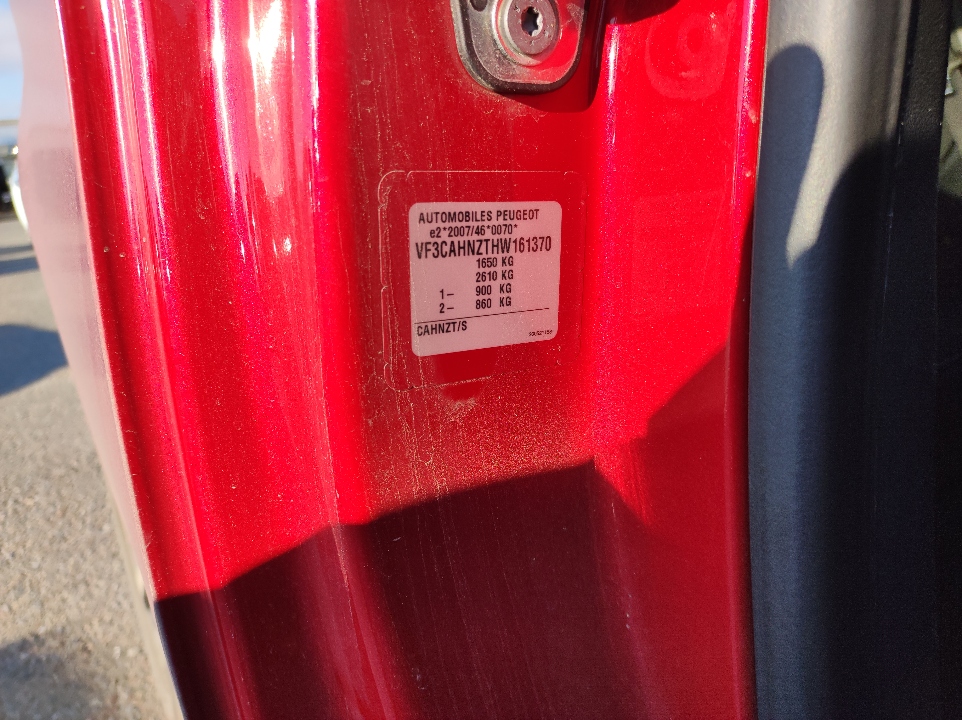 AUTOMOBILES PEUGEOT
e2*2007/46*0070*
VF3CAHNZTHW161370
1650 KG
2610 KG
1– 900 KG
2– 860 KG
CAHNZT/S